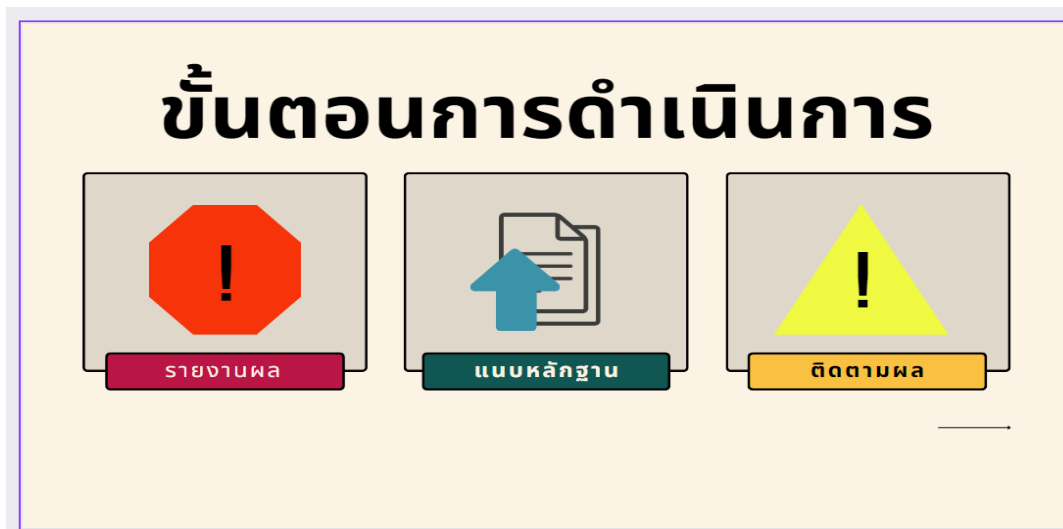 ขั้นตอนการดำเนินการ
!
!
รายงานผล
แนบหลักฐาน
ติดตามผล